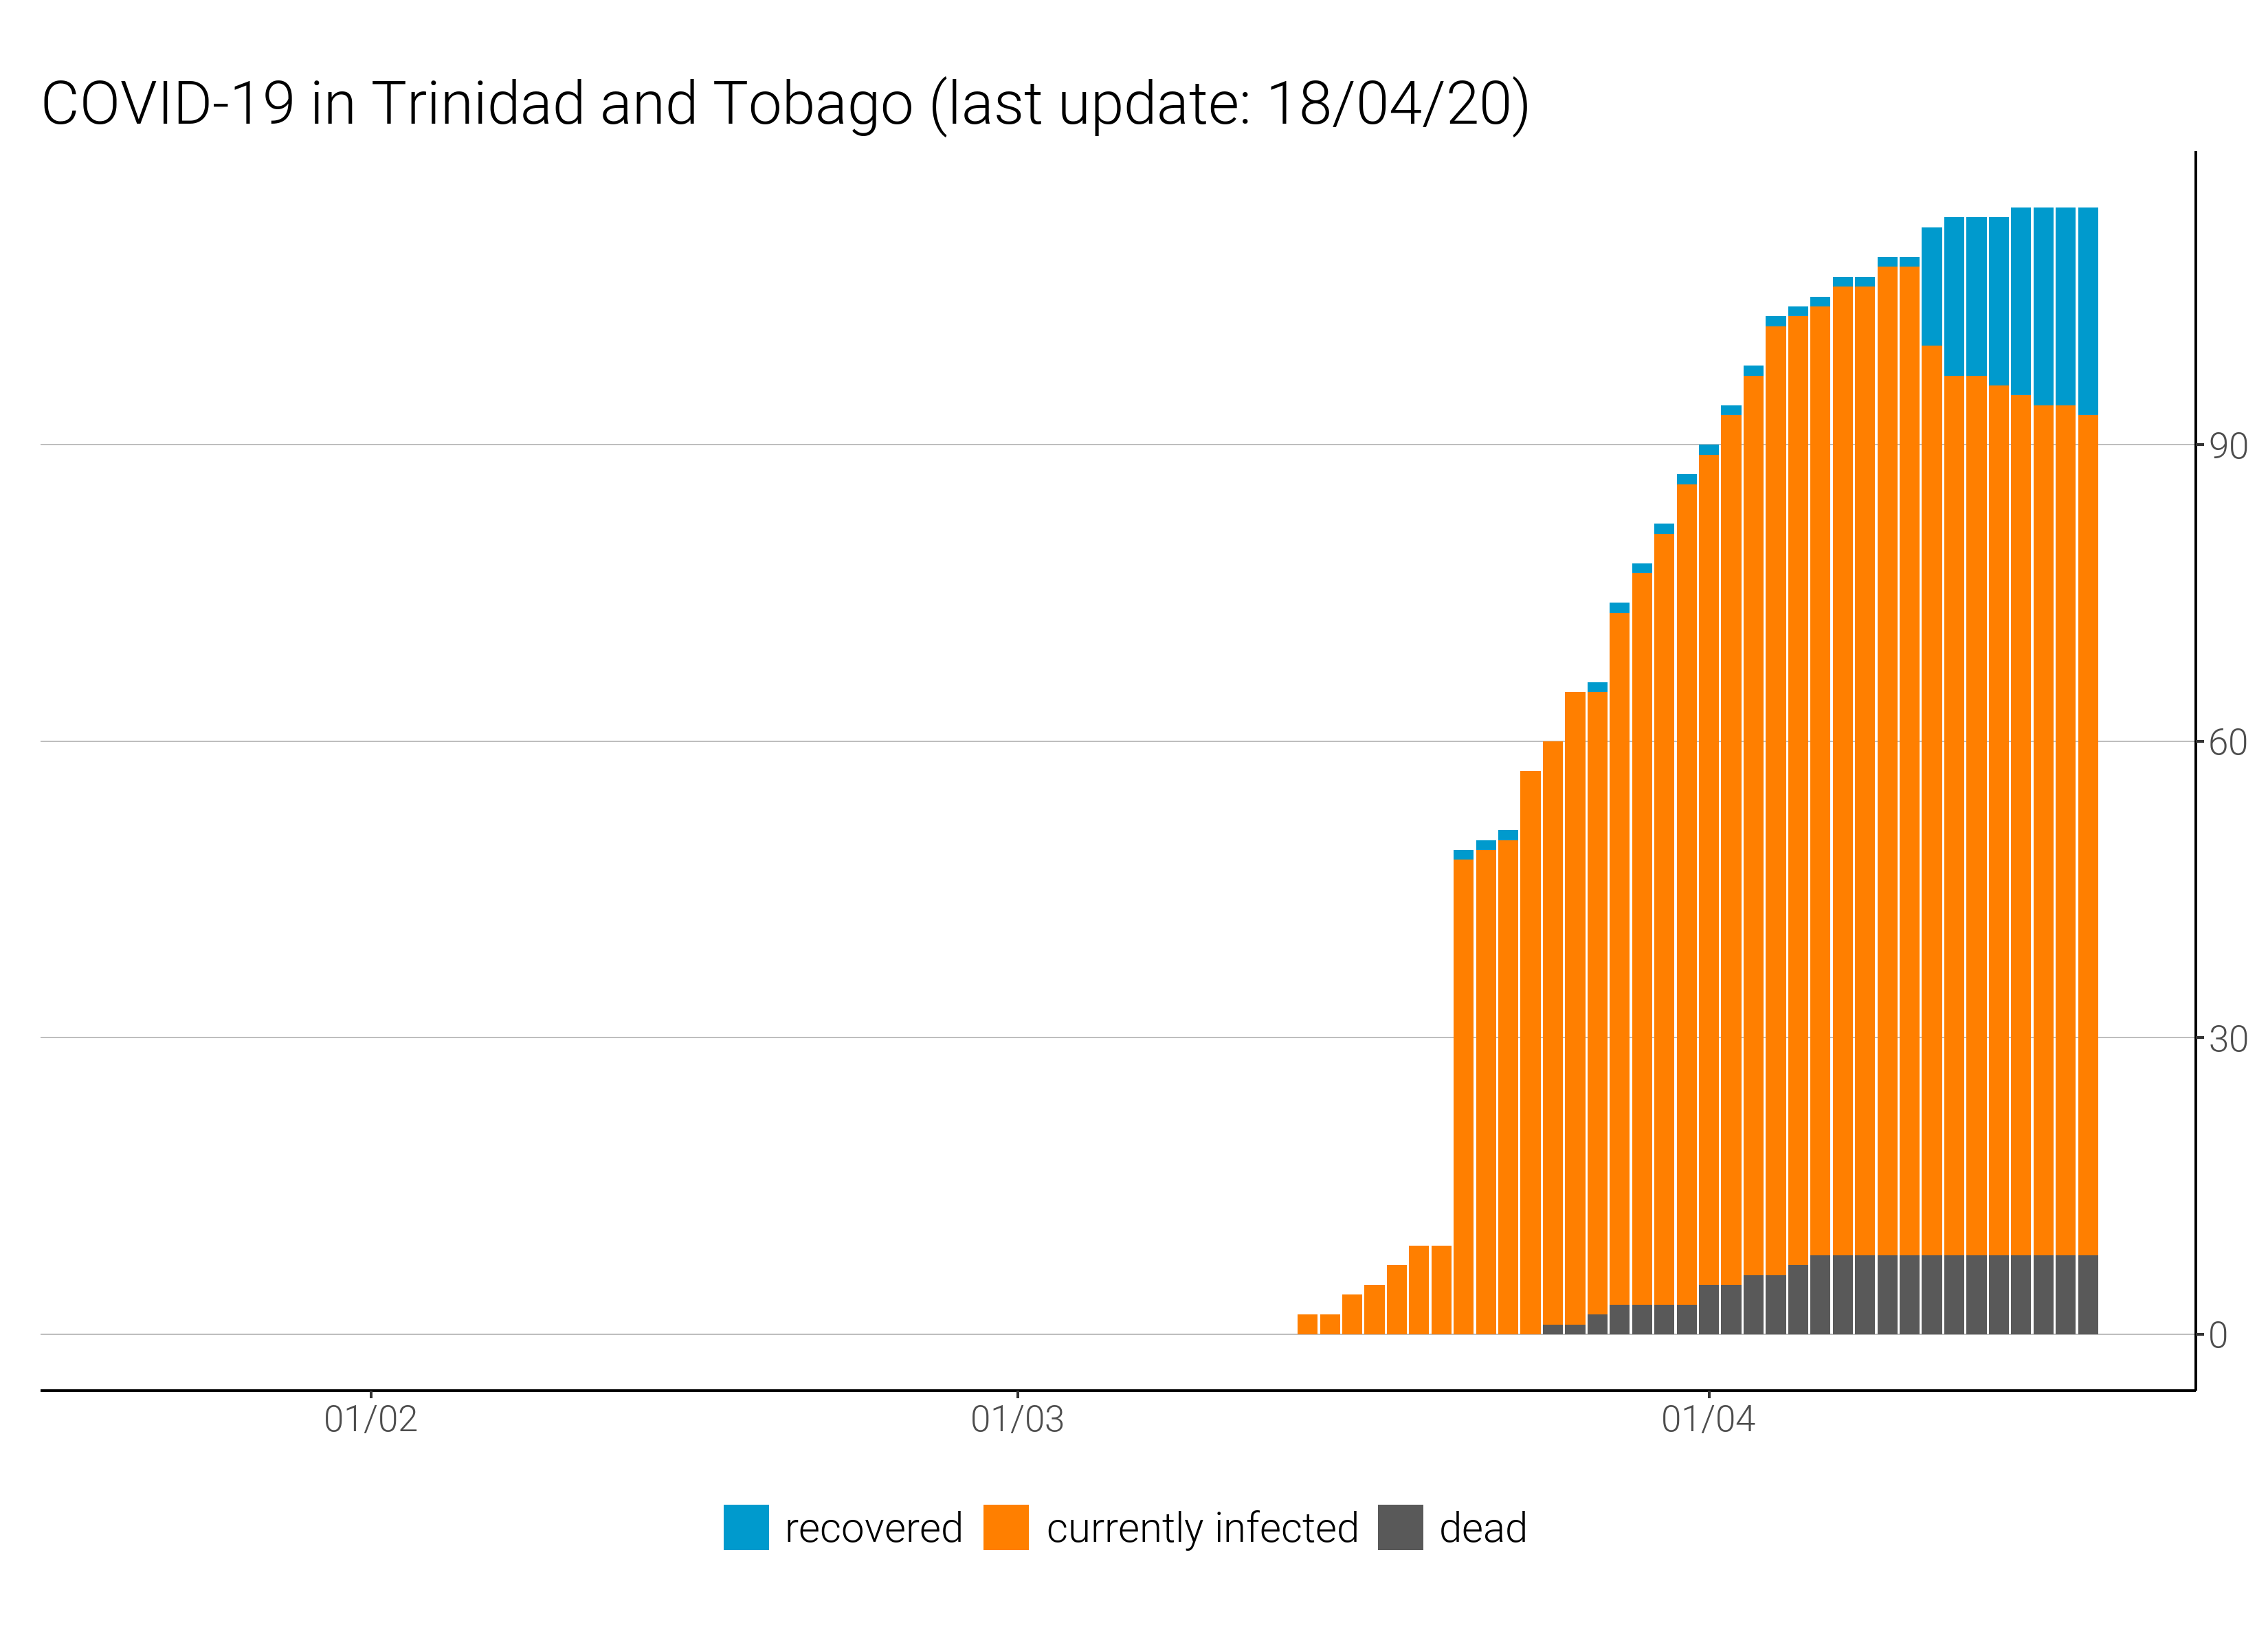 COVID-19 in Trinidad and Tobago (last update: 18/04/20)
90
60
30
0
01/02 01/03 01/04
recovered currently infected dead